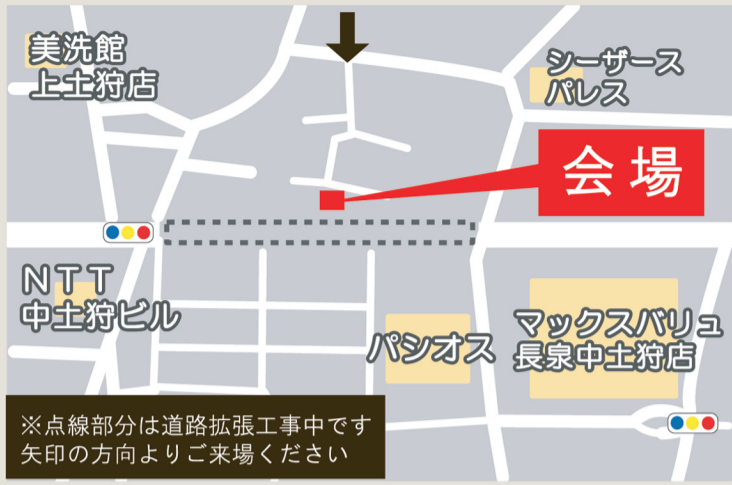 美洗館
上土狩店
シーザース
パレス
会場
NTT
中土狩ビル
パシオス
マックスバリュ
長泉中土狩店
※点線部分は道路拡張工事中です
矢印の方向よりご来場ください